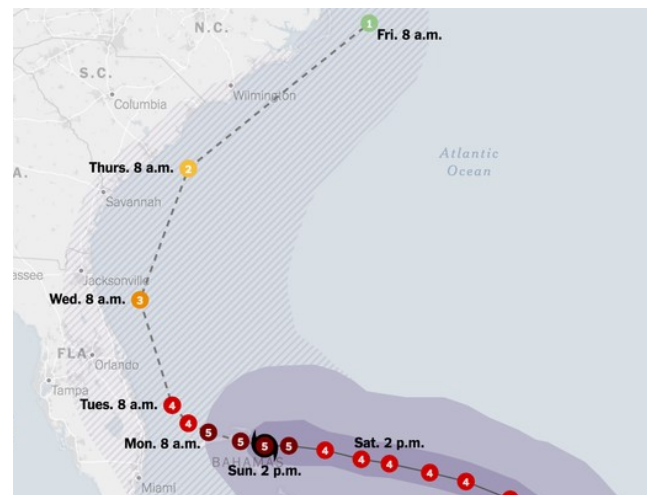 N.C.
1
Fri. 8 a.m.
S.C.
Columbia
Wilmington
Atlantic
Ocean
Thurs. 8 a.m.
2
A.
Savannah
Jacksonville
assee
Wed. 8 a.m.
3
FLA.
Orlando
Tampa
Tues. 8 a.m.
4
4
Mon. 8 a.m.
5
5
5
5
4
Sat. 2 p.m.
4
4
4
4
BAHAMAS
Sun. 2 p.m.
Miami